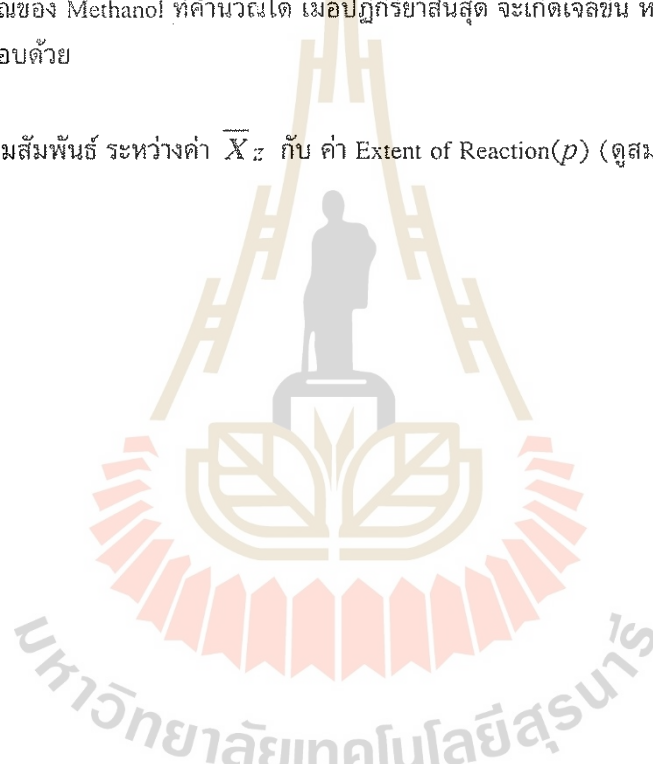 ณของ Methanol ที่คำนวณได้ เมื่อปฏิกริยาสิ้นสุด จะเกิดเจลขึ้น ห
อบด้วย
มสัมพันธ์ ระหว่างค่า X̅z กับ ค่า Extent of Reaction(p) (ดูสม
มหาวิทยาลัยเทคโนโลยีสุรนารี